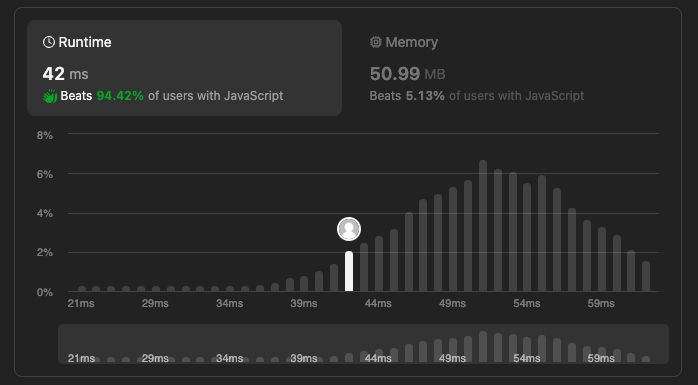 Runtime
42 ms
Beats 94.42% of users with JavaScript
Memory
50.99 MB
Beats 5.13% of users with JavaScript
8%
6%
4%
2%
0%
21ms 29ms 34ms 39ms 44ms 49ms 54ms 59ms
21ms 29ms 34ms 39ms 44ms 49ms 54ms 59ms